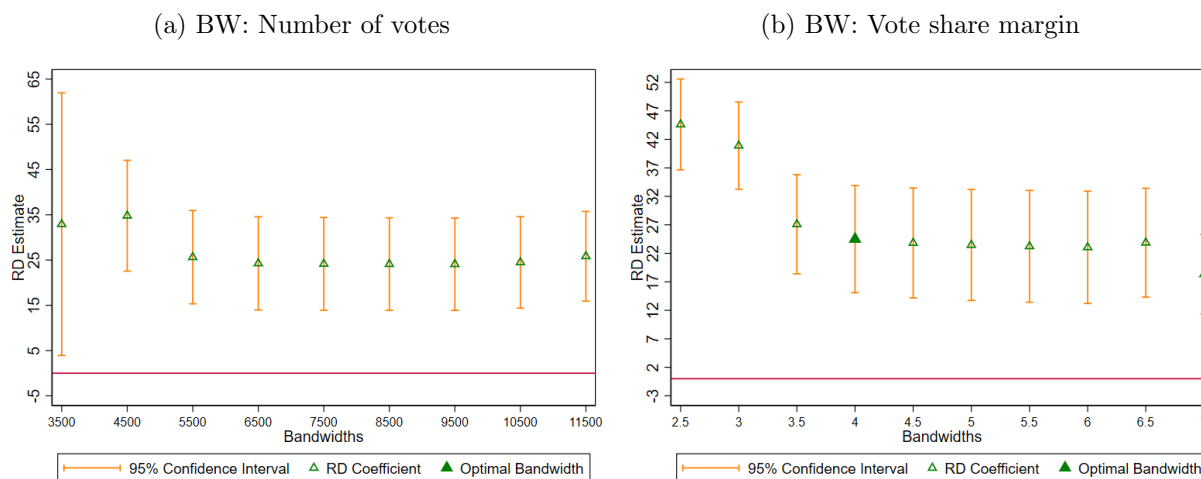 (a) BW: Number of votes
65
55
45
35
25
15
5
-5
RD Estimate
3500 4500 5500 6500 7500 8500 9500 10500 11500
Bandwidths
95% Confidence Interval RD Coefficient Optimal Bandwidth
(b) BW: Vote share margin
52
47
42
37
32
27
22
17
12
7
2
-3
RD Estimate
2.5 3 3.5 4 4.5 5 5.5 6 6.5
Bandwidths
95% Confidence Interval RD Coefficient Optimal Bandwidth